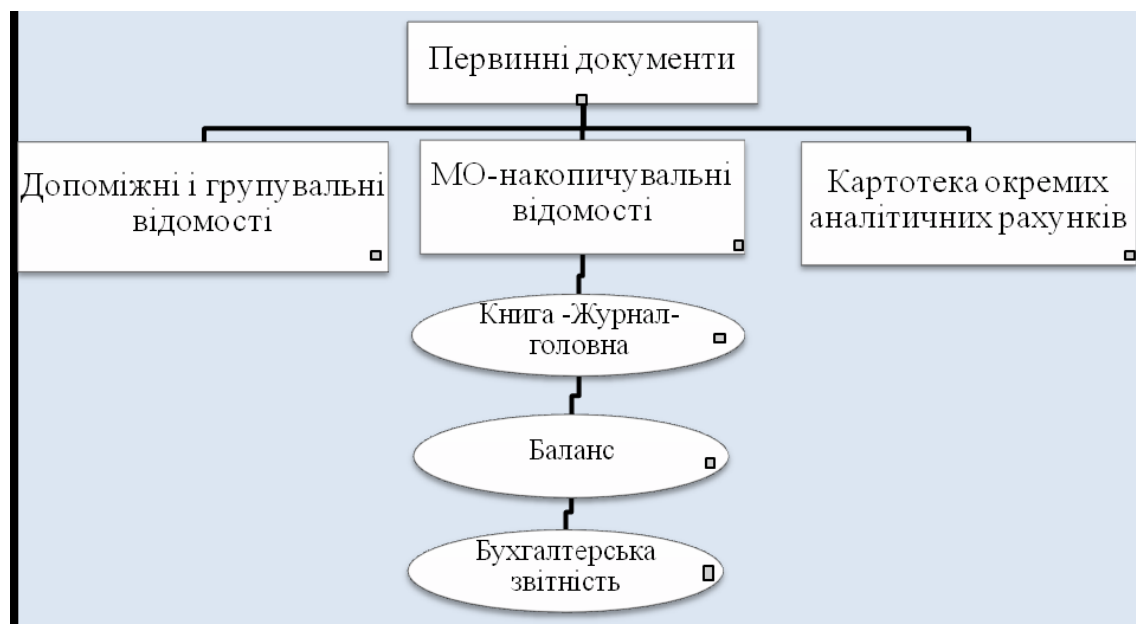 Первинні документи
Допоміжні і групувальні
відомості
МО-накопичувальні
відомості
Картотека окремих
аналітичних рахунків
Книга -Журнал-
головна
Баланс
Бухгалтерська
звітність